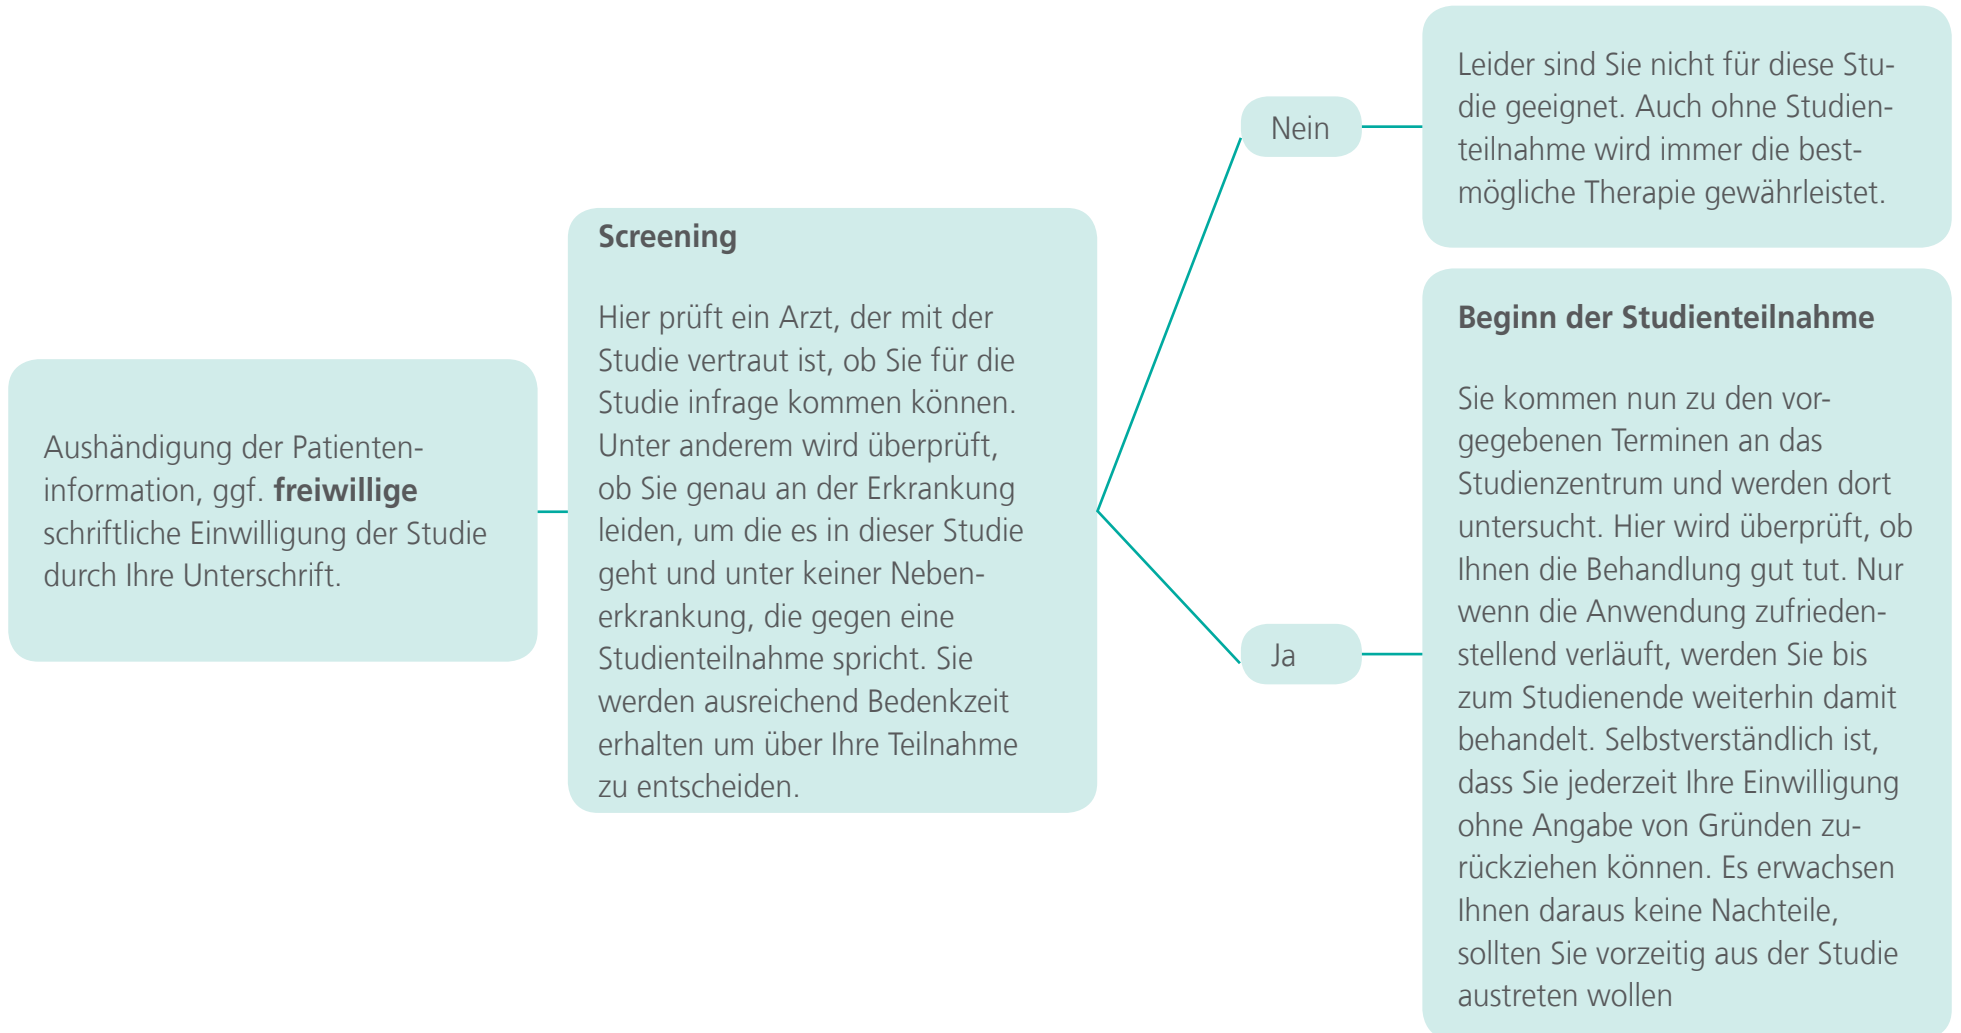 Aushändigung der Patienten-
information, ggf. freiwillige
schriftliche Einwilligung der Studie
durch Ihre Unterschrift.
Screening
Hier prüft ein Arzt, der mit der
Studie vertraut ist, ob Sie für die
Studie infrage kommen können.
Unter anderem wird überprüft,
ob Sie genau an der Erkrankung
leiden, um die es in dieser Studie
geht und unter keiner Neben-
erkrankung, die gegen eine
Studienteilnahme spricht. Sie
werden ausreichend Bedenkzeit
erhalten um über Ihre Teilnahme
zu entscheiden.
Nein
Leider sind Sie nicht für diese Stu-
die geeignet. Auch ohne Studien-
teilnahme wird immer die best-
mögliche Therapie gewährleistet.
Ja
Beginn der Studienteilnahme
Sie kommen nun zu den vor-
gegebenen Terminen an das
Studienzentrum und werden dort
untersucht. Hier wird überprüft, ob
Ihnen die Behandlung gut tut. Nur
wenn die Anwendung zufrieden-
stellend verläuft, werden Sie bis
zum Studienende weiterhin damit
behandelt. Selbstverständlich ist,
dass Sie jederzeit Ihre Einwilligung
ohne Angabe von Gründen zu-
rückziehen können. Es erwachsen
Ihnen daraus keine Nachteile,
sollten Sie vorzeitig aus der Studie
austreten wollen